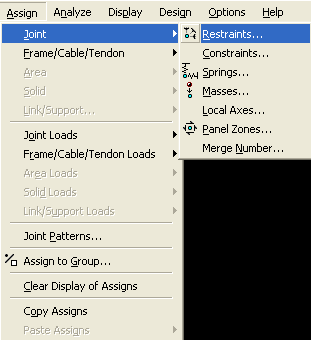 Assign Analyze Display Design Options Help
Joint
Frame/Cable/Tendon
Area
Solid
Link/Support...
Joint Loads
Frame/Cable/Tendon Loads
Area Loads
Solid Loads
Link/Support Loads
Joint Patterns...
Assign to Group...
Clear Display of Assigns
Copy Assigns
Paste Assigns
Restraints...
Constraints...
Springs...
Masses...
Local Axes...
Panel Zones...
Merge Number...